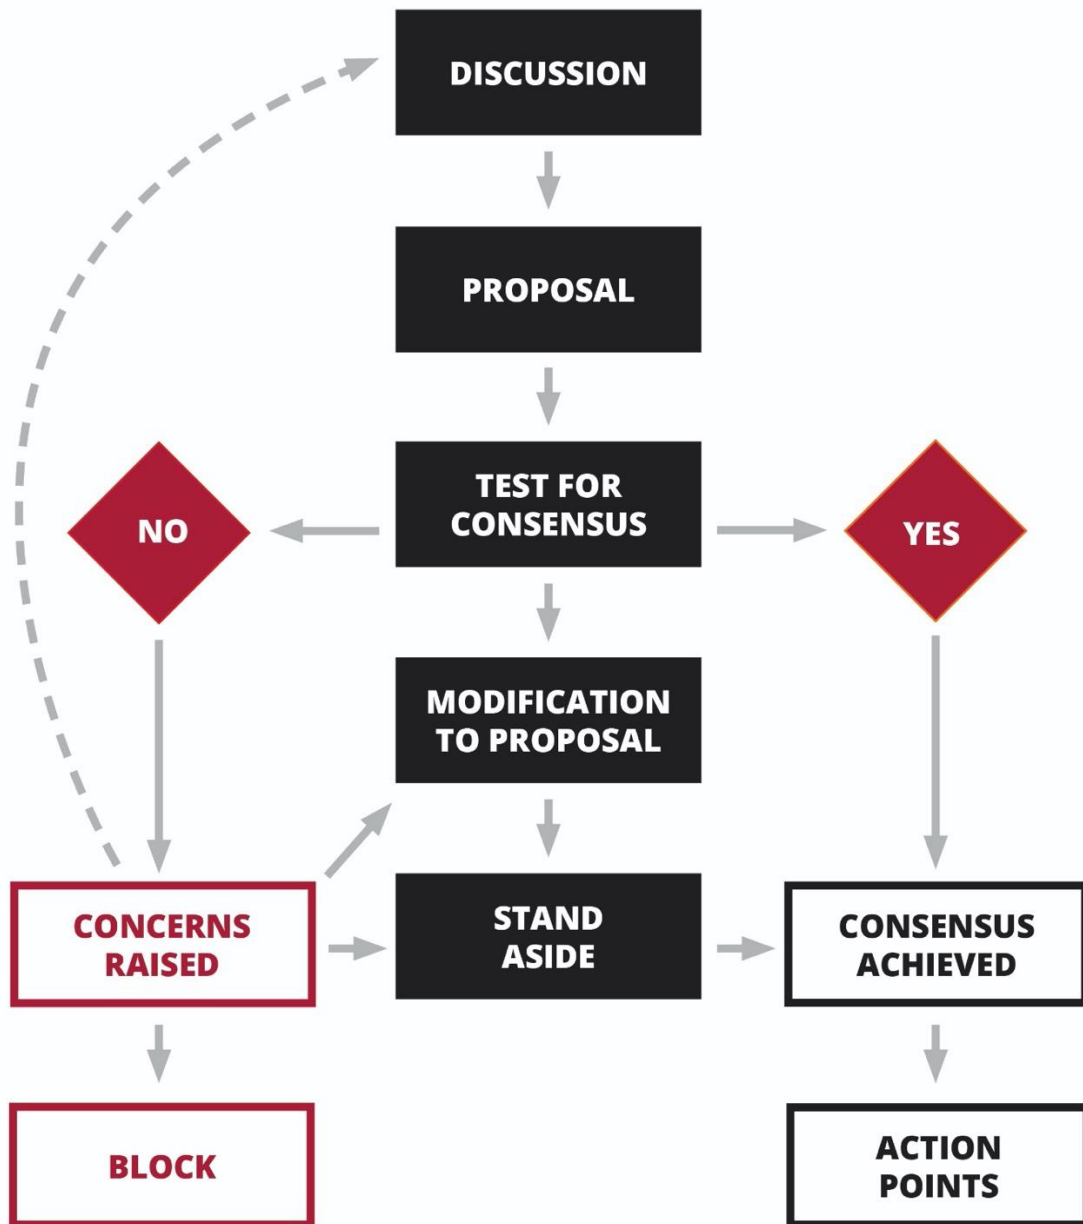 DISCUSSION
PROPOSAL
NO
TEST FOR
CONSENSUS
YES
MODIFICATION
TO PROPOSAL
CONCERNS
RAISED
STAND
ASIDE
CONSENSUS
ACHIEVED
BLOCK
ACTION
POINTS